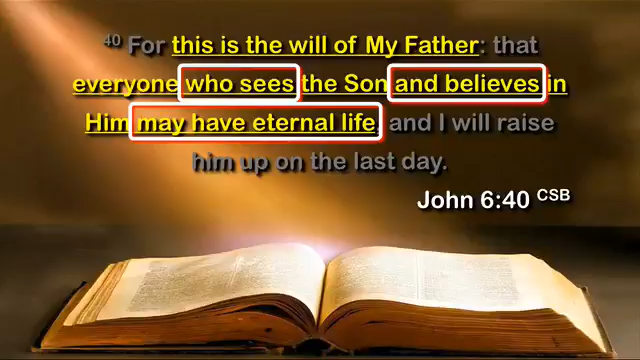 40 For this is the will of My Father: that
everyone who sees the Son and believes in
Him may have eternal life, and I will raise
him up on the last day.
John 6:40 CSB